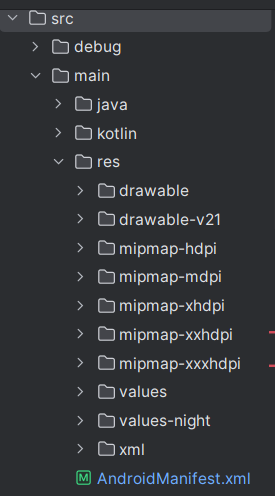 src
debug
main
java
kotlin
res
drawable
drawable-v21
mipmap-hdpi
mipmap-mdpi
mipmap-xhdpi
mipmap-xxhdpi
mipmap-xxxhdpi
values
values-night
xml
M AndroidManifest.xml